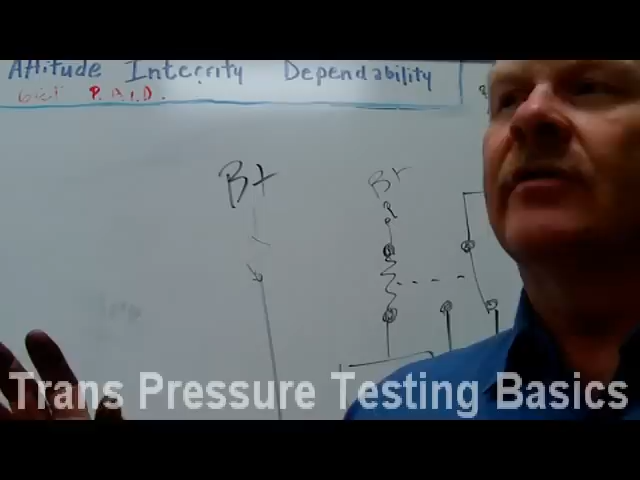 Attitude Integrity Dependability
P.A.I.D.
B+
B+
Trans Pressure Testing Basics